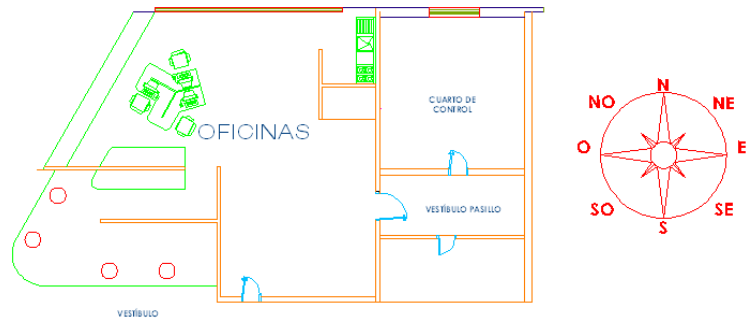 CUARTO DE
CONTROL
OFICINAS
VESTÍBULO PASILLO
VESTÍBULO
N
NO
NE
O
E
SO
SE
S